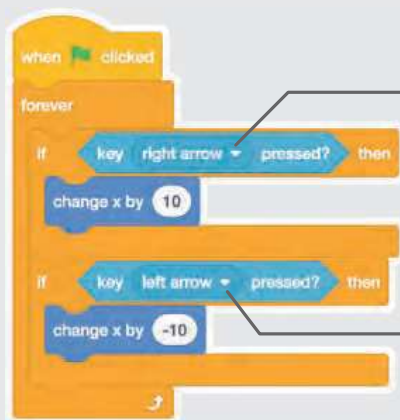 when clicked
forever
if key right arrow pressed? then
change x by 10
if key left arrow pressed? then
change x by -10